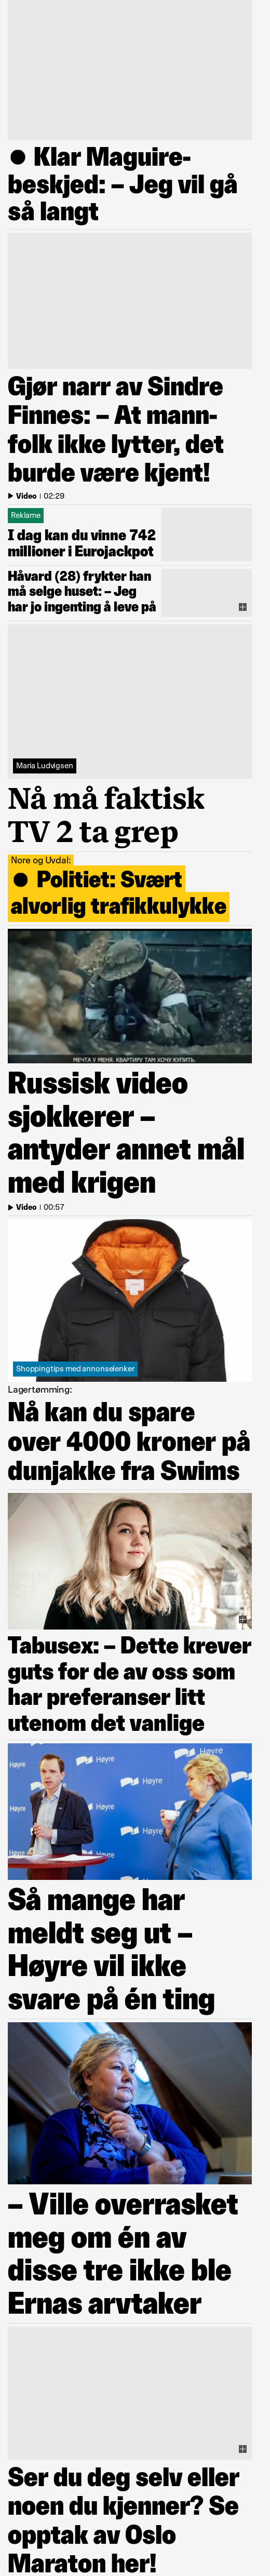 ● Klar Maguire-
beskjed: – Jeg vil gå
så langt
Gjør narr av Sindre
Finnes: – At mann-
folk ikke lytter, det
burde være kjent!
Video | 02:29
Reklame
I dag kan du vinne 742
millioner i Eurojackpot
Håvard (28) frykter han
må selge huset: – Jeg
har jo ingenting å leve på
Maria Ludvigsen
Nå må faktisk
TV 2 ta grep
Nore og Uvdal:
● Politiet: Svært
alvorlig trafikkulykke
МЕЧТА У МЕНЯ, КВАРТИРУ ТАМ ХОЧУ КУПИТЬ.
Russisk video
sjokkerer –
antyder annet mål
med krigen
Video | 00:57
Shoppingtips med annonselenker
Lagertømming:
Nå kan du spare
over 4000 kroner på
dunjakke fra Swims
Tabusex: – Dette krever
guts for de av oss som
har preferanser litt
utenom det vanlige
Høyre
Høyre
Høyre
Høyre
Så mange har
meldt seg ut –
Høyre vil ikke
svare på én ting
– Ville overrasket
meg om én av
disse tre ikke ble
Ernas arvtaker
Ser du deg selv eller
noen du kjenner? Se
opptak av Oslo
Maraton her!